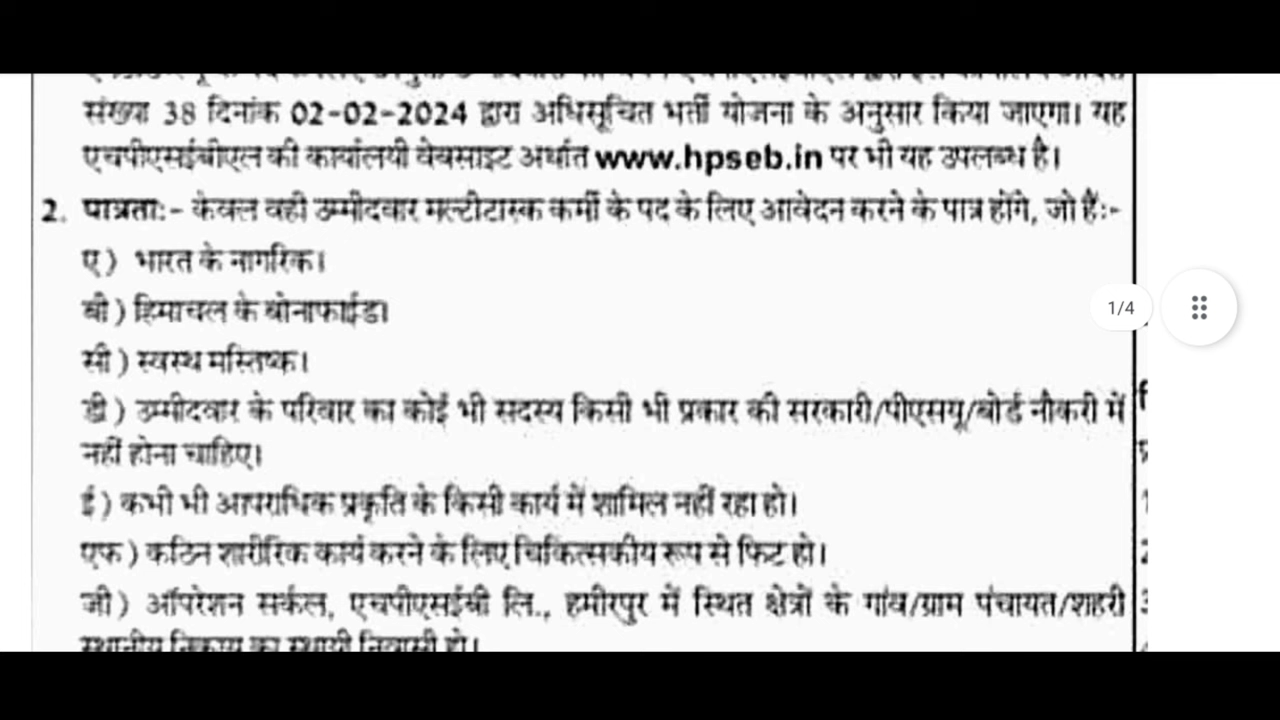 संख्या 38 दिनांक 02-02-2024 द्वारा अधिसूचित भर्ती योजना के अनुसार किया जाएगा। यह
एचपीएसईबीएल की कार्यालयी वेबसाइट अर्थात www.hpseb.in पर भी यह उपलब्ध है।
2. पात्रताः- केवल वही उम्मीदवार मल्टीटास्क कर्मी के पद के लिए आवेदन करने के पात्र होंगे, जो हैंः-
ए) भारत के नागरिक।
बी) हिमाचल के बोनाफाईड।
1/4
सी) स्वस्थ मस्तिष्क।
डी) उम्मीदवार के परिवार का कोई भी सदस्य किसी भी प्रकार की सरकारी/पीएसयू/बोर्ड नौकरी में
नहीं होना चाहिए।
ई) कभी भी आपराधिक प्रकृति के किसी कार्य में शामिल नहीं रहा हो।
एफ) कठिन शारीरिक कार्य करने के लिए चिकित्सकीय रूप से फिट हो।
जी) ऑपरेशन सर्कल, एचपीएसईबी लि., हमीरपुर में स्थित क्षेत्रों के गांव/ग्राम पंचायत/शहरी
स्थानीय निकाय का स्थायी निवासी हो।